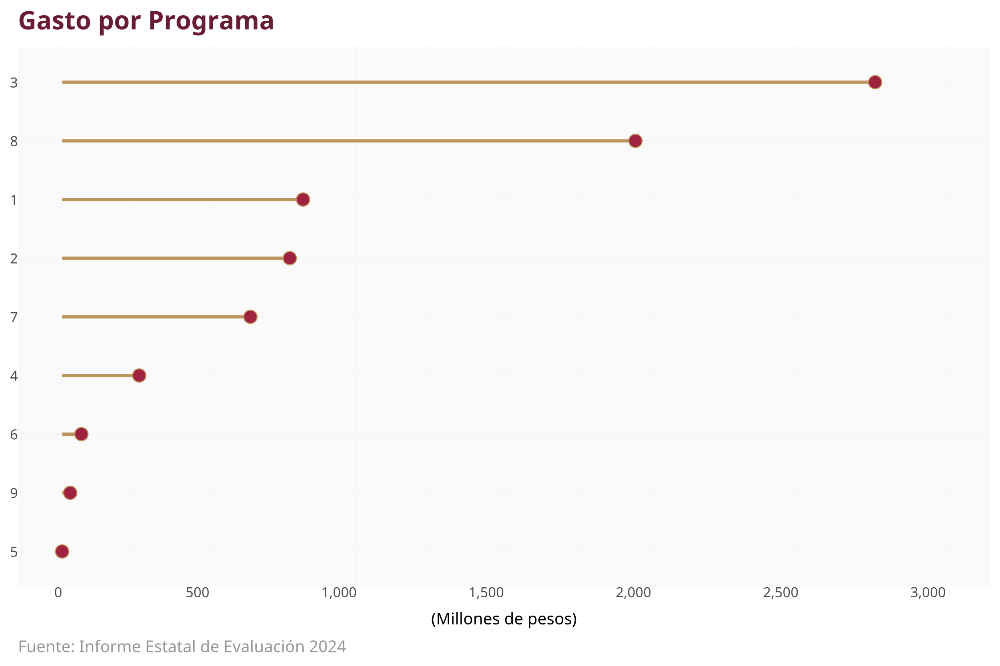 Gasto por Programa
3
8
1
2
7
4
6
9
5
0 500 1,000 1,500 2,000 2,500 3,000
(Millones de pesos)
Fuente: Informe Estatal de Evaluación 2024